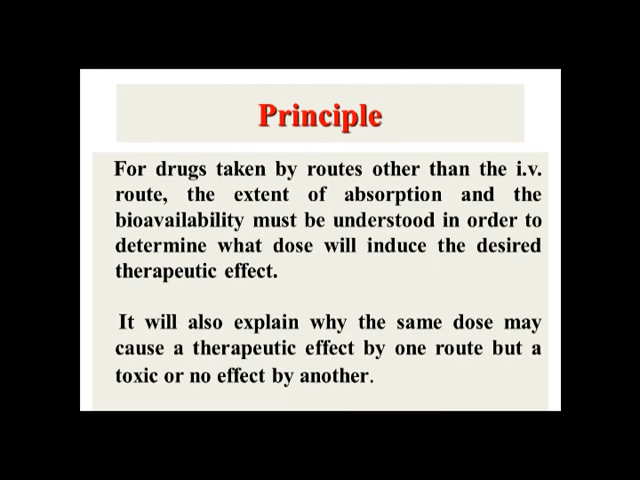 Principle
For drugs taken by routes other than the i.v.
route, the extent of absorption and the
bioavailability must be understood in order to
determine what dose will induce the desired
therapeutic effect.
It will also explain why the same dose may
cause a therapeutic effect by one route but a
toxic or no effect by another.